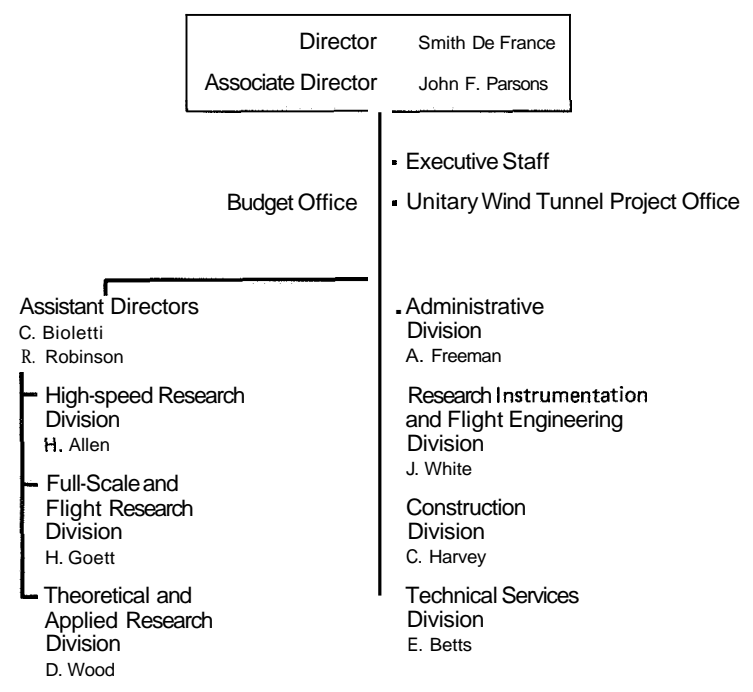 Director Smith De France
Associate Director John F. Parsons
Executive Staff
Budget Office
Unitary Wind Tunnel Project Office
Assistant Directors
C. Bioletti
R. Robinson
High-speed Research
Division
H. Allen
Full-Scale and
Flight Research
Division
H. Goett
Theoretical and
Applied Research
Division
D. Wood
Administrative
Division
A. Freeman
Research Instrumentation
and Flight Engineering
Division
J. White
Construction
Division
C. Harvey
Technical Services
Division
E. Betts